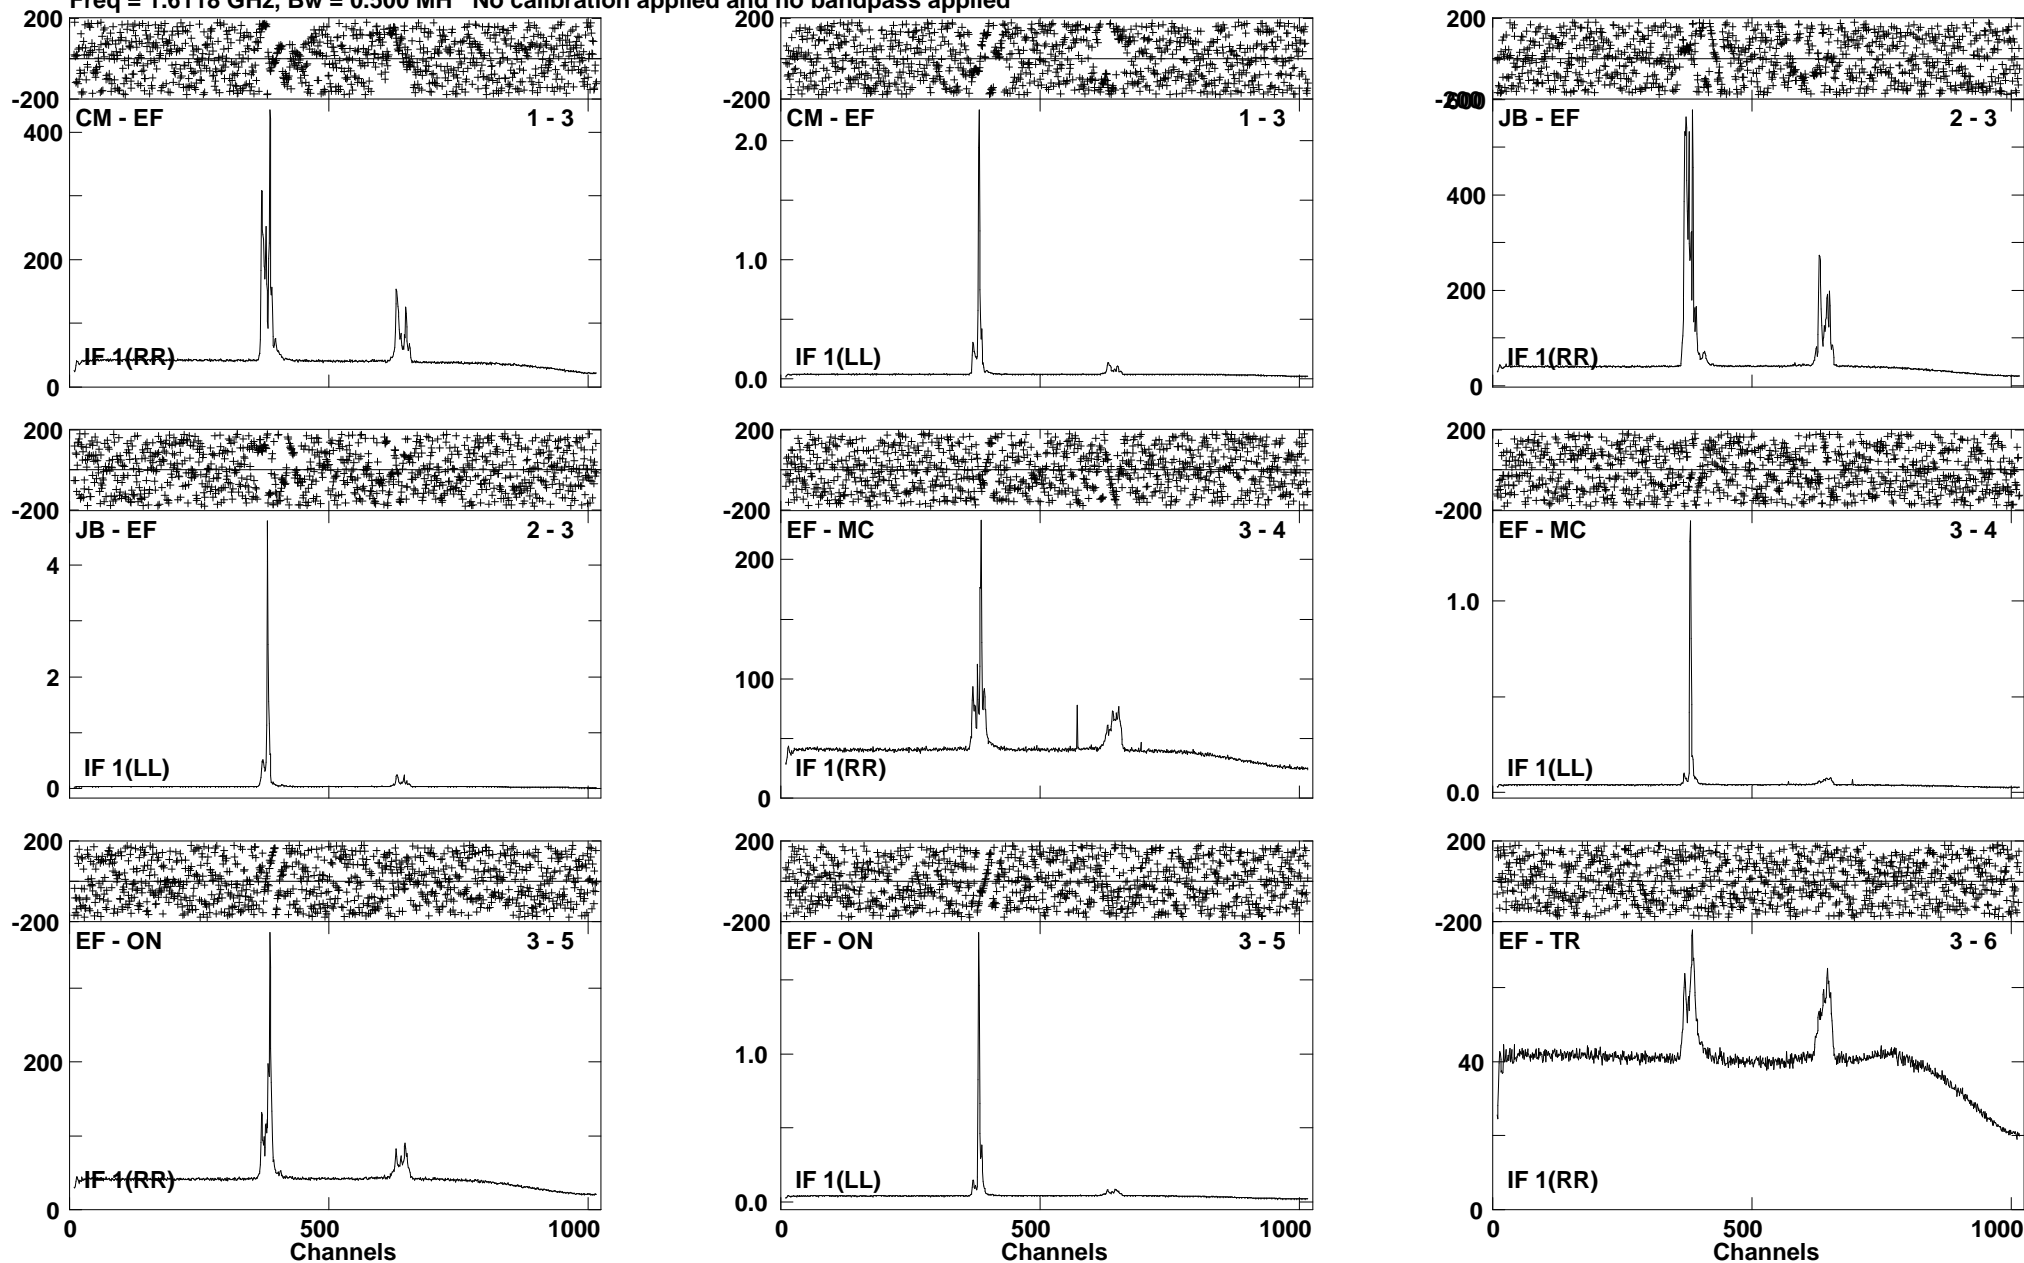 Freq = 1.6118 GHz, Bw = 0.500 MH No calibration applied and no bandpass applied
200
-200
CM - EF 1 - 3
400
200
0
IF 1(RR)
200
-200
CM - EF 1 - 3
2.0
1.0
0.0
IF 1(LL)
200
-200
600
JB - EF 2 - 3
400
200
0
IF 1(RR)
200
-200
JB - EF 2 - 3
4
2
0
IF 1(LL)
200
-200
EF - MC 3 - 4
200
100
0
IF 1(RR)
200
-200
EF - MC 3 - 4
1.0
0.0
IF 1(LL)
200
-200
EF - ON 3 - 5
200
0
IF 1(RR)
0 500 1000
Channels
200
-200
EF - ON 3 - 5
1.0
0.0
IF 1(LL)
0 500 1000
Channels
200
-200
EF - TR 3 - 6
40
0
IF 1(RR)
0 500 1000
Channels